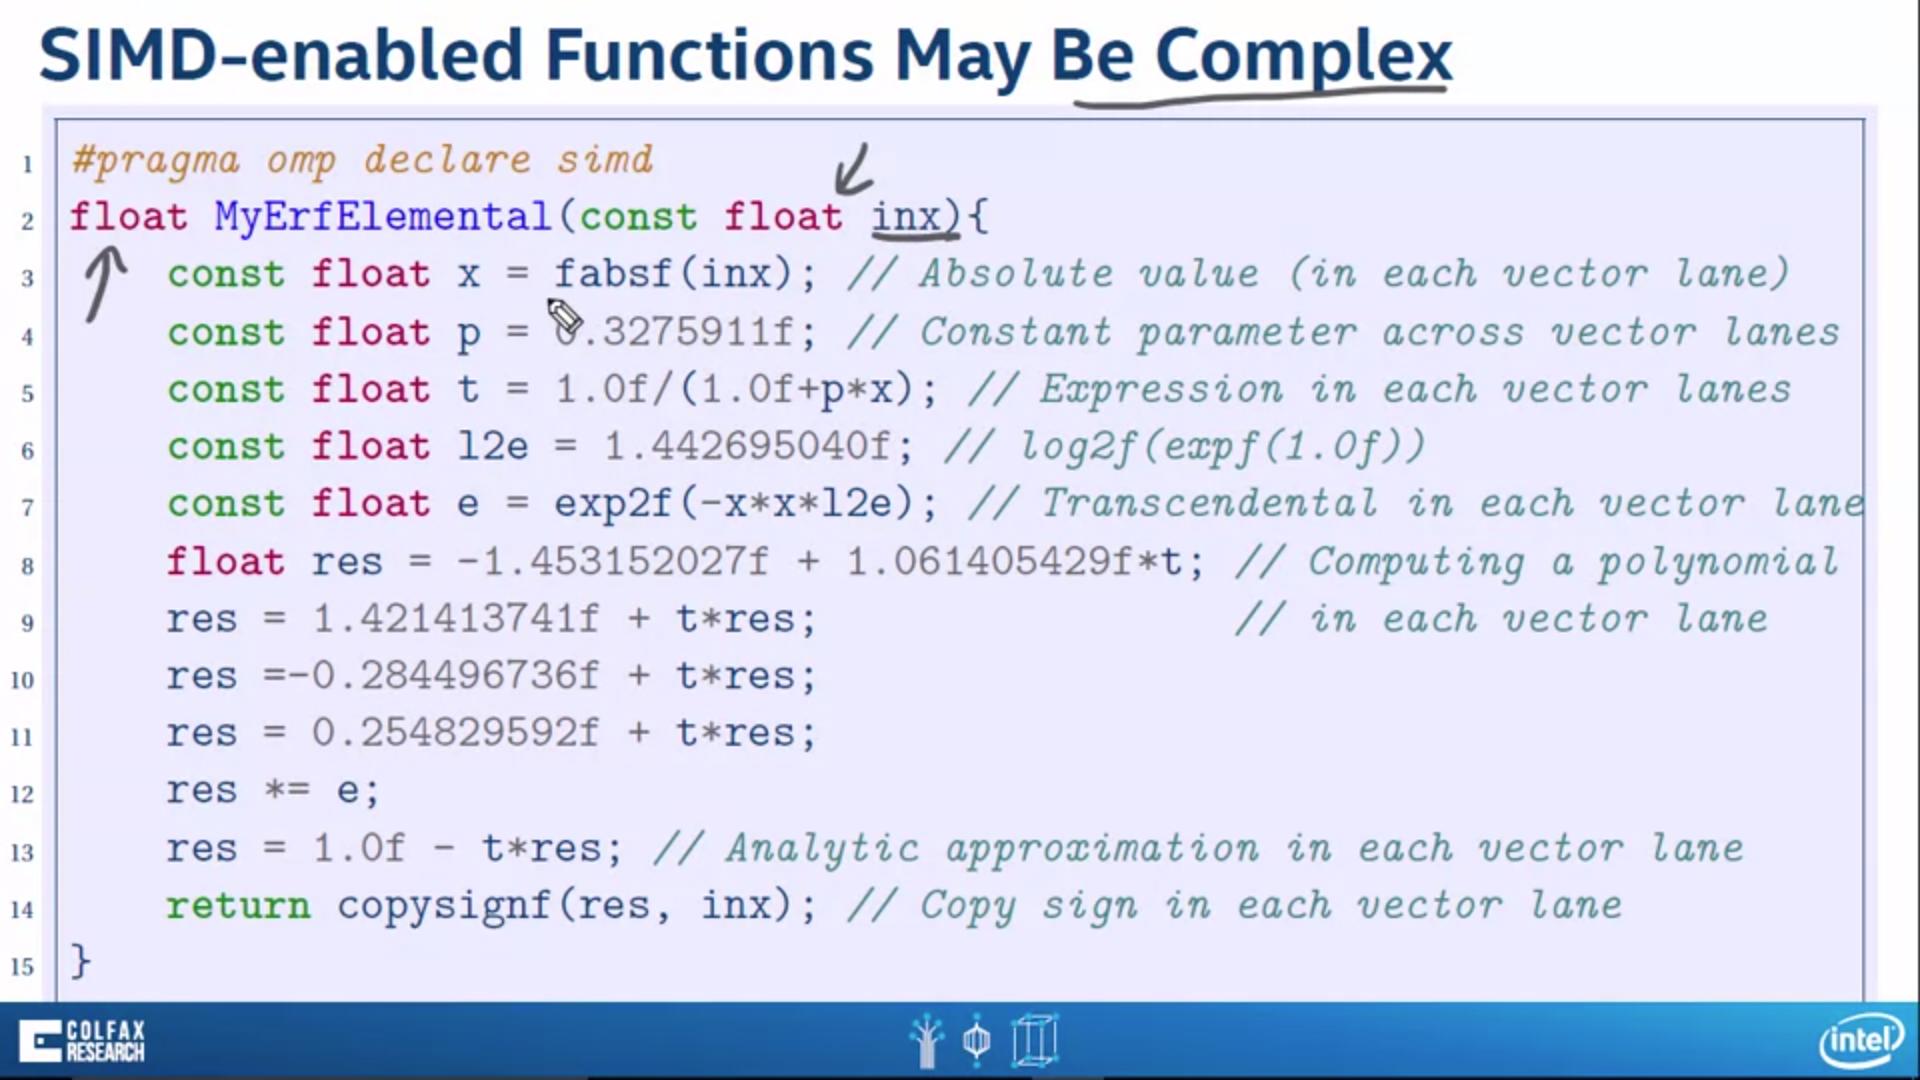 SIMD-enabled Functions May Be Complex
1 #pragma omp declare simd
2 float MyErfElemental(const float inx){
3 const float x = fabsf(inx); // Absolute value (in each vector lane)
4 const float p = 0.3275911f; // Constant parameter across vector lanes
5 const float t = 1.0f/(1.0f+p*x); // Expression in each vector lanes
6 const float l2e = 1.442695040f; // log2f(expf(1.0f))
7 const float e = exp2f(-x*x*l2e); // Transcendental in each vector lane
8 float res = -1.453152027f + 1.061405429f*t; // Computing a polynomial
9 res = 1.421413741f + t*res; // in each vector lane
10 res =-0.284496736f + t*res;
11 res = 0.254829592f + t*res;
12 res *= e;
13 res = 1.0f - t*res; // Analytic approximation in each vector lane
14 return copysignf(res, inx); // Copy sign in each vector lane
15 }
COLFAX
RESEARCH
intel